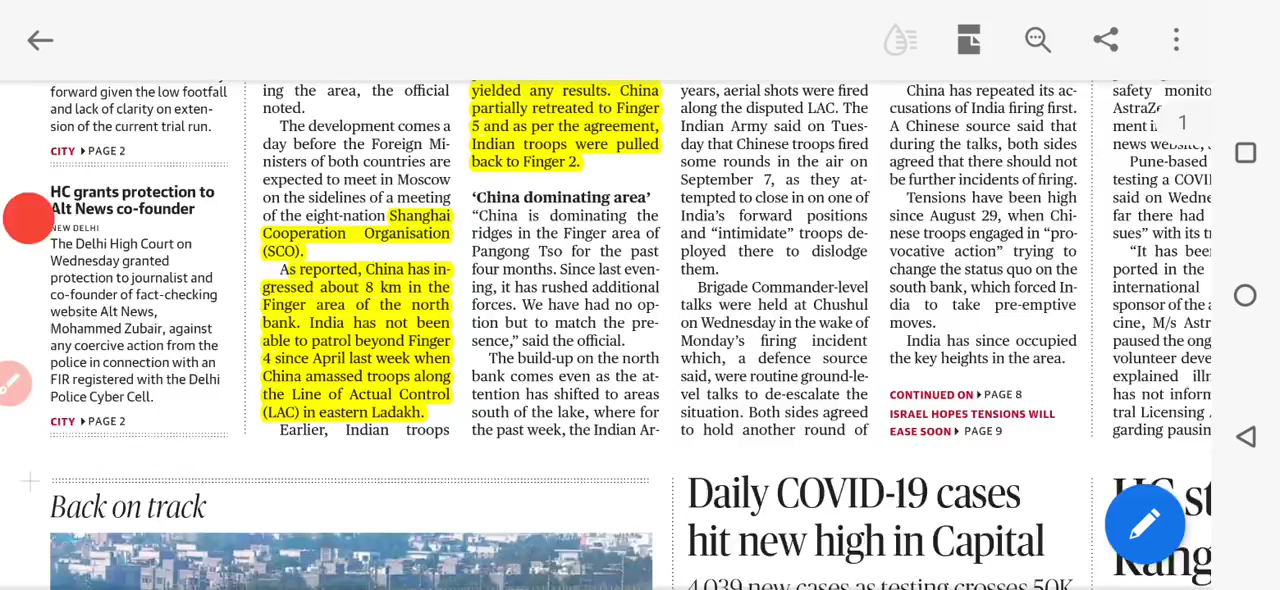 1
forward given the low footfall
and lack of clarity on exten-
sion of the current trial run.
CITY PAGE 2
HC grants protection to
Alt News co-founder
NEW DELHI
The Delhi High Court on
Wednesday granted
protection to journalist and
co-founder of fact-checking
website Alt News,
Mohammed Zubair, against
any coercive action from the
police in connection with an
FIR registered with the Delhi
Police Cyber Cell.
CITY PAGE 2
ing the area, the official
noted.
The development comes a
day before the Foreign Mi-
nisters of both countries are
expected to meet in Moscow
on the sidelines of a meeting
of the eight-nation Shanghai
Cooperation Organisation
(SCO).
As reported, China has in-
gressed about 8 km in the
Finger area of the north
bank. India has not been
able to patrol beyond Finger
4 since April last week when
China amassed troops along
the Line of Actual Control
(LAC) in eastern Ladakh.
Earlier, Indian troops
yielded any results. China
partially retreated to Finger
5 and as per the agreement,
Indian troops were pulled
back to Finger 2.
‘China dominating area’
“China is dominating the
ridges in the Finger area of
Pangong Tso for the past
four months. Since last even-
ing, it has rushed additional
forces. We have had no op-
tion but to match the pre-
sence,” said the official.
The build-up on the north
bank comes even as the at-
tention has shifted to areas
south of the lake, where for
the past week, the Indian Ar-
years, aerial shots were fired
along the disputed LAC. The
Indian Army said on Tues-
day that Chinese troops fired
some rounds in the air on
September 7, as they at-
tempted to close in on one of
India’s forward positions
and “intimidate” troops de-
ployed there to dislodge
them.
Brigade Commander-level
talks were held at Chushul
on Wednesday in the wake of
Monday’s firing incident
which, a defence source
said, were routine ground-le-
vel talks to de-escalate the
situation. Both sides agreed
to hold another round of
China has repeated its ac-
cusations of India firing first.
A Chinese source said that
during the talks, both sides
agreed that there should not
be further incidents of firing.
Tensions have been high
since August 29, when Chi-
nese troops engaged in “pro-
vocative action” trying to
change the status quo on the
south bank, which forced In-
dia to take pre-emptive
moves.
India has since occupied
the key heights in the area.
CONTINUED ON PAGE 8
ISRAEL HOPES TENSIONS WILL
EASE SOON PAGE 9
safety monito
AstraZe
ment i
news website,
Pune-based
testing a COVI
said on Wedne
far there had
sues” with its tr
“It has bee
ported in the
international
sponsor of the a
cine, M/s Astr
paused the ong
volunteer deve
explained illn
has not inform
tral Licensing
garding pausin
Back on track
Daily COVID-19 cases
hit new high in Capital
4,039 new cases as testing crosses 50K
HC st
Rang